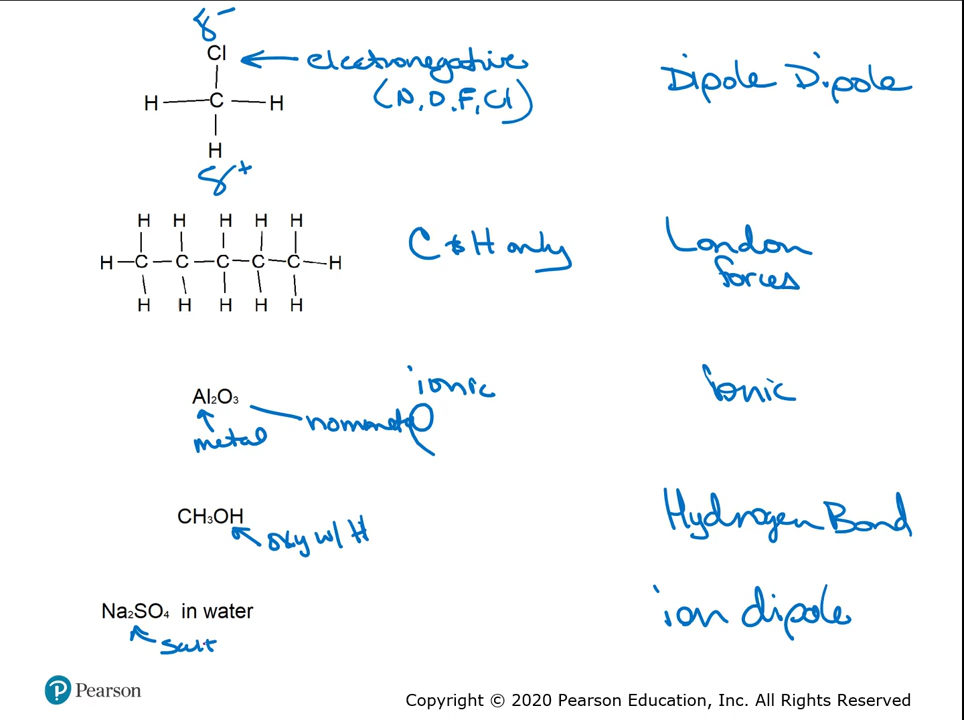 δ⁻
Cl ← electronegative
(N, O, F, Cl)
Dipole Dipole
H C H
H
δ⁺
H H H H H
H-C-C-C-C-C-H
H H H H H
C & H only
London
forces
Al₂O₃
metal
nonmetal
ionic
ionic
CH₃OH
oxy w/ H
Hydrogen Bond
Na₂SO₄ in water
salt
ion dipole
Pearson
Copyright © 2020 Pearson Education, Inc. All Rights Reserved